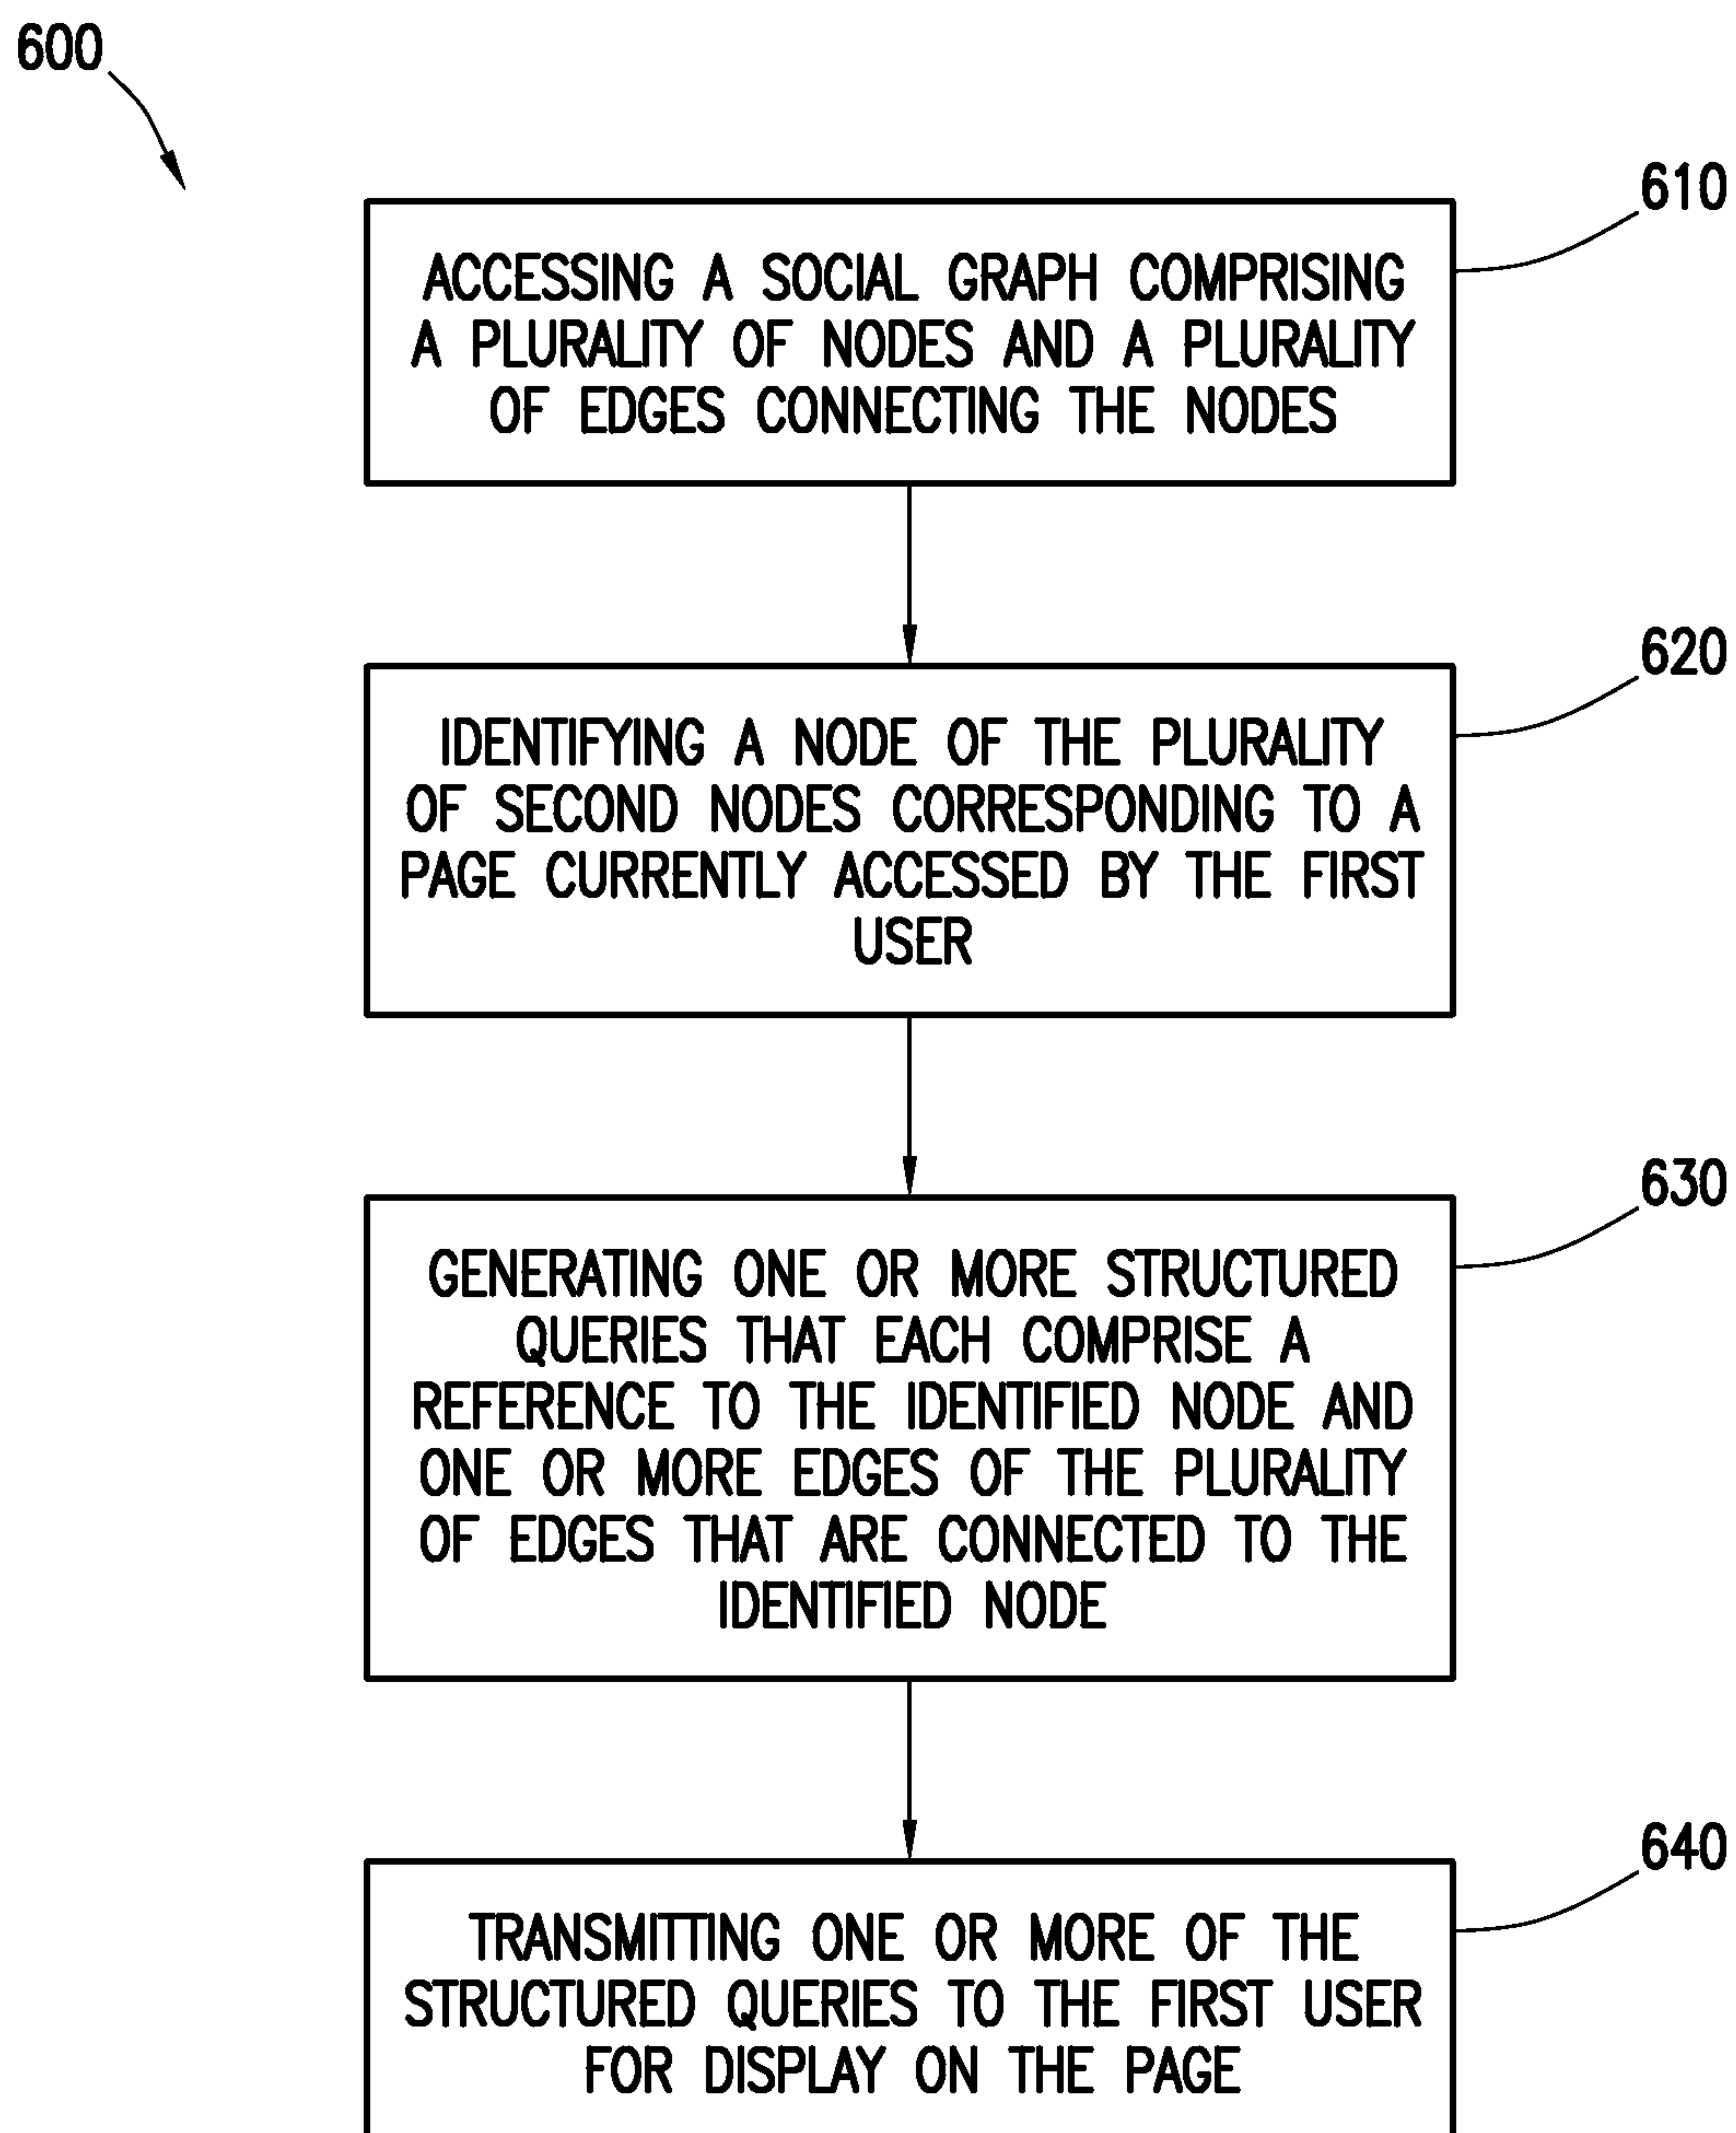 600
610
ACCESSING A SOCIAL GRAPH COMPRISING
A PLURALITY OF NODES AND A PLURALITY
OF EDGES CONNECTING THE NODES
620
IDENTIFYING A NODE OF THE PLURALITY
OF SECOND NODES CORRESPONDING TO A
PAGE CURRENTLY ACCESSED BY THE FIRST
USER
630
GENERATING ONE OR MORE STRUCTURED
QUERIES THAT EACH COMPRISE A
REFERENCE TO THE IDENTIFIED NODE AND
ONE OR MORE EDGES OF THE PLURALITY
OF EDGES THAT ARE CONNECTED TO THE
IDENTIFIED NODE
640
TRANSMITTING ONE OR MORE OF THE
STRUCTURED QUERIES TO THE FIRST USER
FOR DISPLAY ON THE PAGE